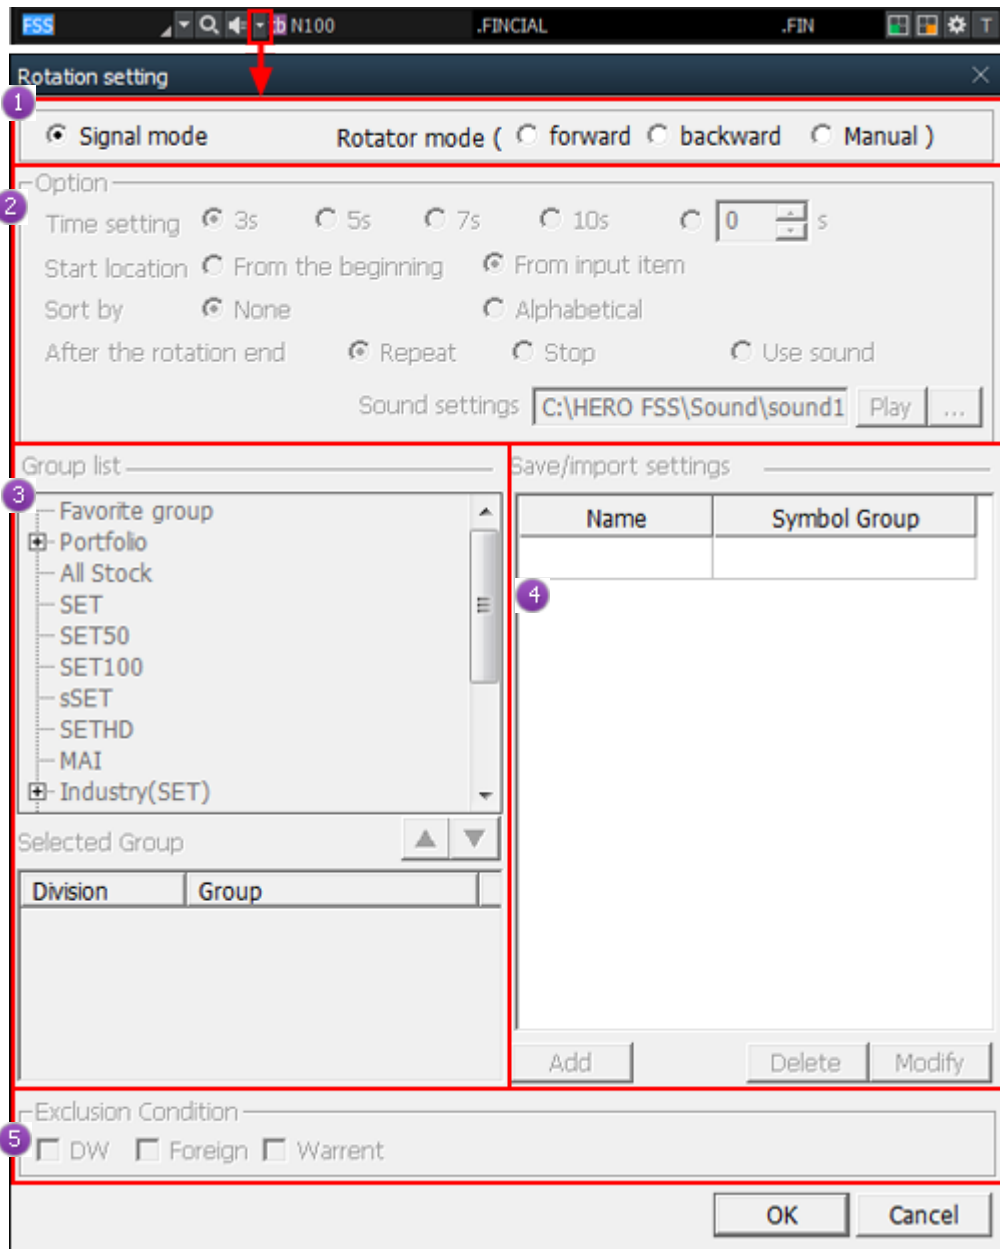 FSS N100 .FINCIAL .FIN T
Rotation setting
1
Signal mode Rotator mode ( forward backward Manual )
Option
2
Time setting 3s 5s 7s 10s 0 s
Start location From the beginning From input item
Sort by None Alphabetical
After the rotation end Repeat Stop Use sound
Sound settings C:\HERO FSS\Sound\sound1 Play ...
Group list
3
Favorite group
Portfolio
All Stock
SET
SET50
SET100
sSET
SETHD
MAI
Industry(SET)
Selected Group
Division Group
Save/import settings
Name Symbol Group
4
Add Delete Modify
Exclusion Condition
5
DW Foreign Warrent
OK Cancel